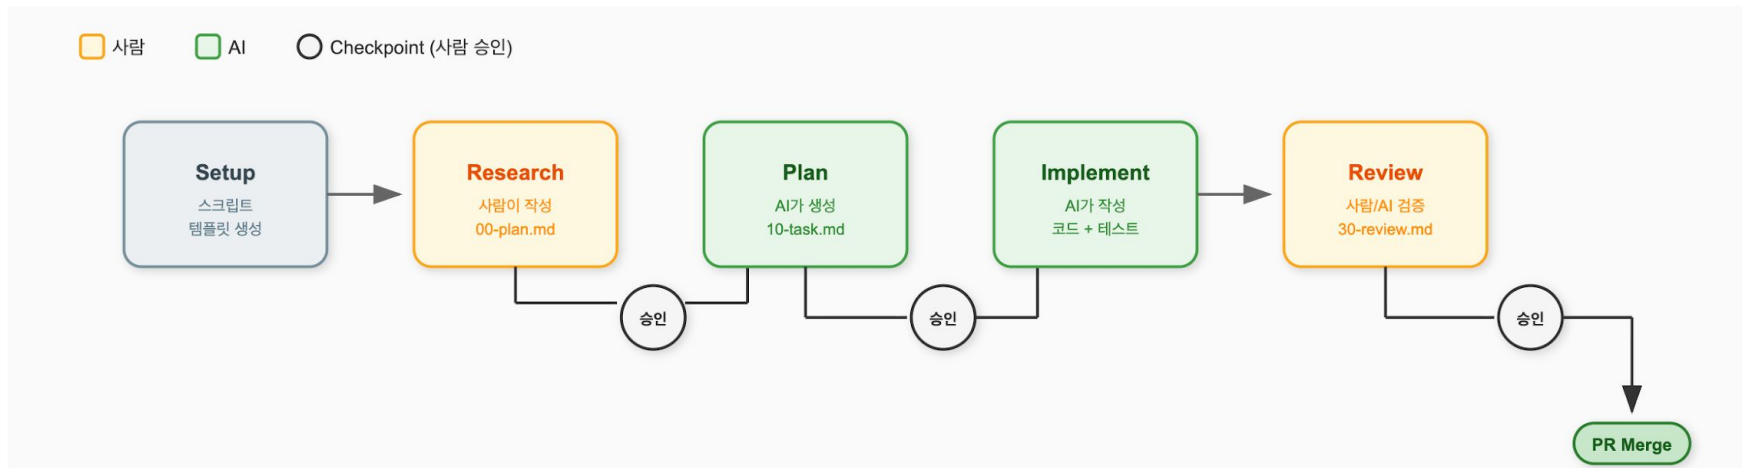 사람
AI
Checkpoint (사람 승인)
Setup
스크립트
템플릿 생성
Research
사람이 작성
00-plan.md
Plan
AI가 생성
10-task.md
Implement
AI가 작성
코드 + 테스트
Review
사람/AI 검증
30-review.md
승인
승인
승인
PR Merge